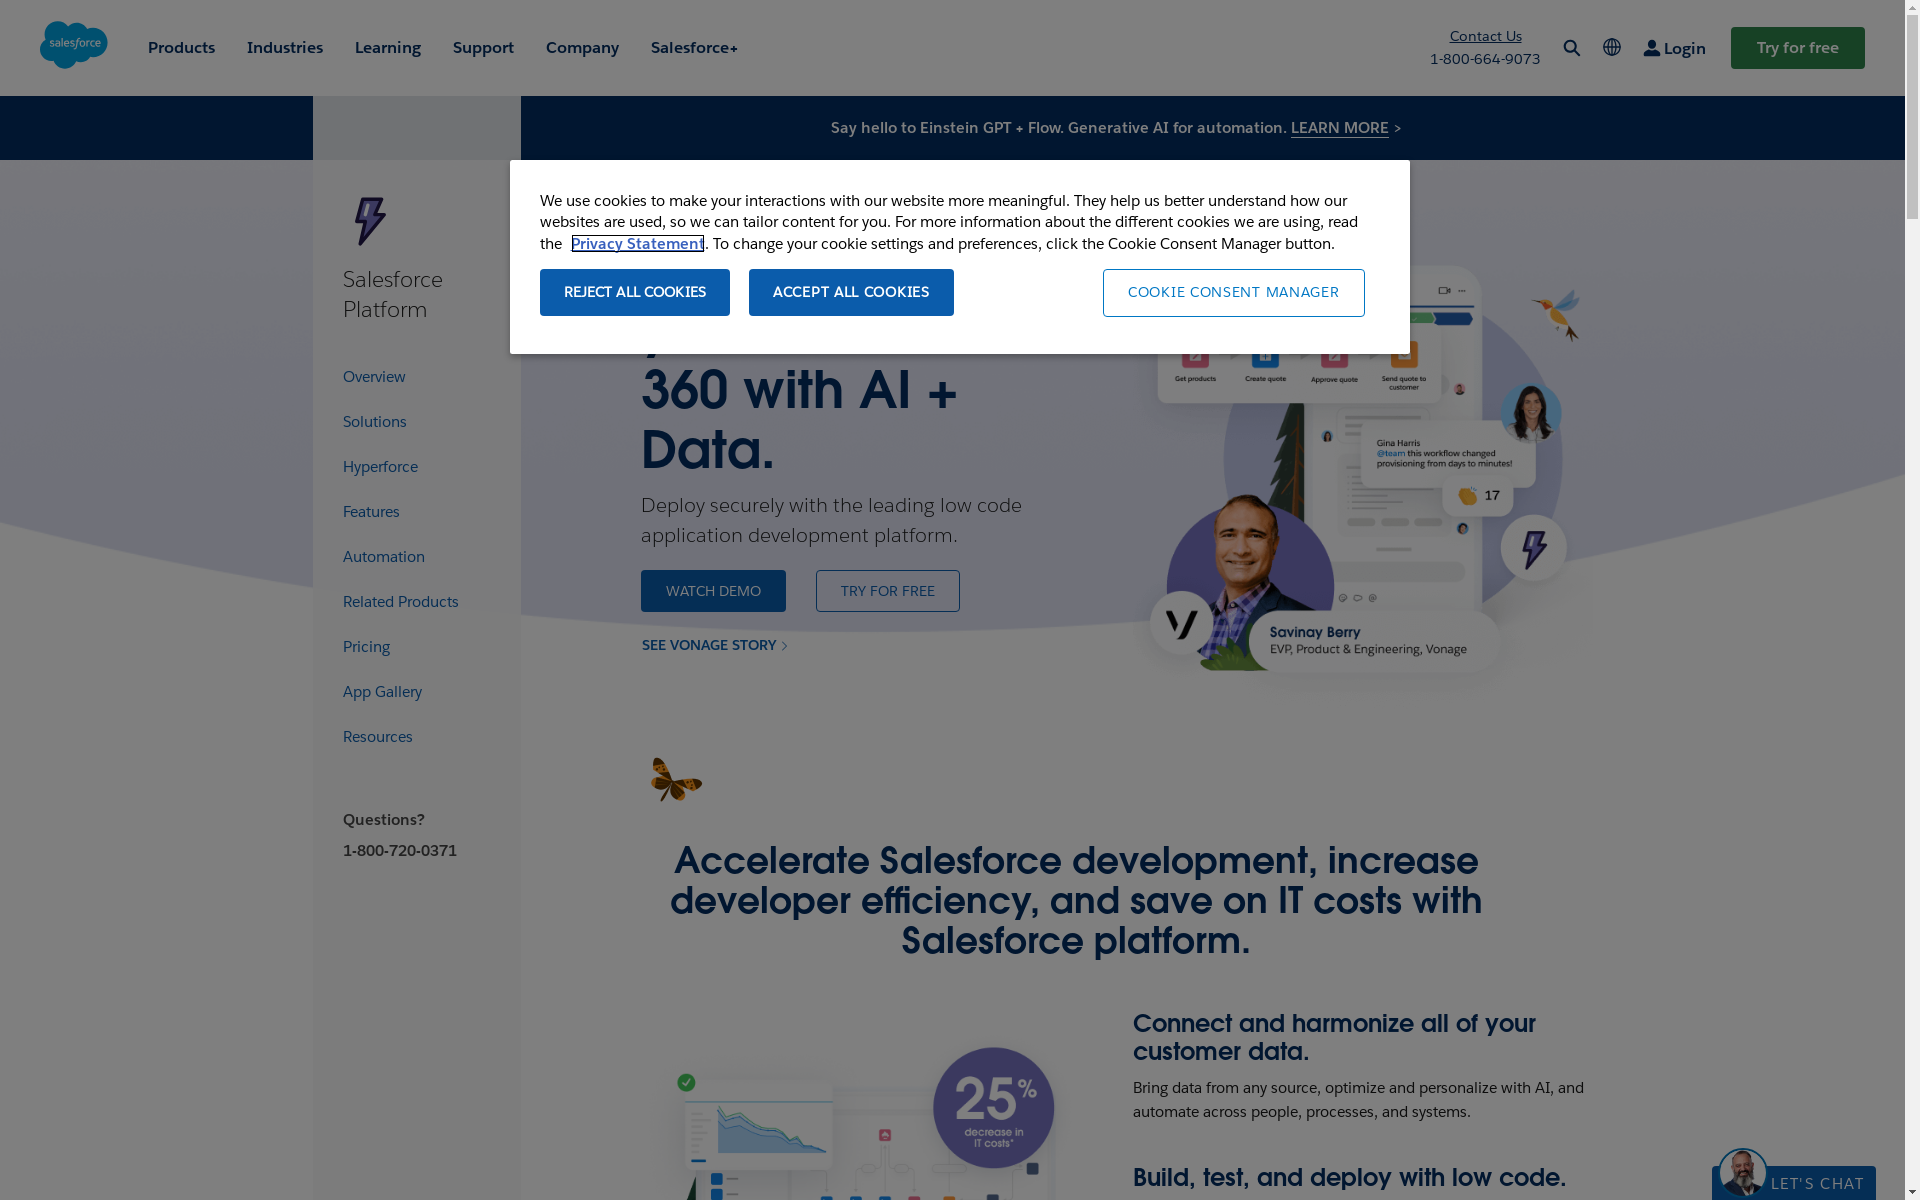 salesforce
Products
Industries
Learning
Support
Company
Salesforce+
Contact Us
1-800-664-9073
Login
Try for free
Say hello to Einstein GPT + Flow. Generative AI for automation. LEARN MORE >
We use cookies to make your interactions with our website more meaningful. They help us better understand how our
websites are used, so we can tailor content for you. For more information about the different cookies we are using, read
the Privacy Statement. To change your cookie settings and preferences, click the Cookie Consent Manager button.
REJECT ALL COOKIES
ACCEPT ALL COOKIES
COOKIE CONSENT MANAGER
Salesforce
Platform
Overview
Solutions
Hyperforce
Features
Automation
Related Products
Pricing
App Gallery
Resources
Questions?
1-800-720-0371
360 with AI +
Data.
Deploy securely with the leading low code
application development platform.
WATCH DEMO
TRY FOR FREE
SEE VONAGE STORY
Get products
Create quote
Approve quote
Send quote to
customer
Gina Harris
@team this workflow changed
provisioning from days to minutes!
17
Savinay Berry
EVP, Product & Engineering, Vonage
Accelerate Salesforce development, increase
developer efficiency, and save on IT costs with
Salesforce platform.
25%
decrease in
IT costs*
Connect and harmonize all of your
customer data.
Bring data from any source, optimize and personalize with AI, and
automate across people, processes, and systems.
Build, test, and deploy with low code.
LET'S CHAT